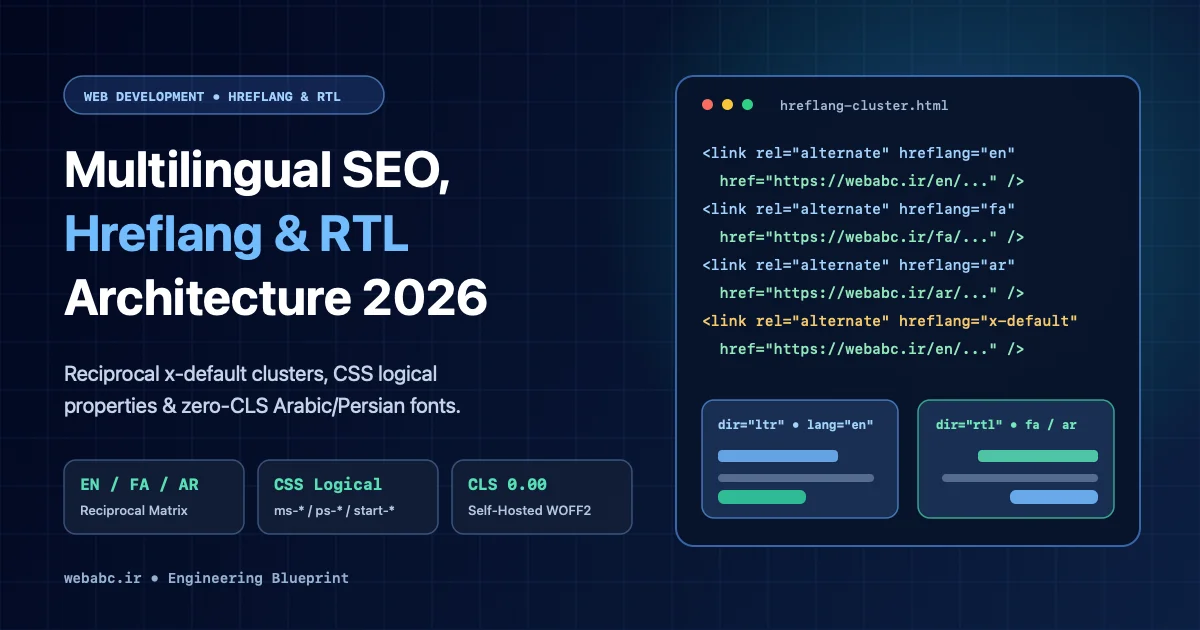 WEB DEVELOPMENT • HREFLANG & RTL
Multilingual SEO,
Hreflang & RTL
Architecture 2026
Reciprocal x-default clusters, CSS logical
properties & zero-CLS Arabic/Persian fonts.
EN / FA / AR
Reciprocal Matrix
CSS Logical
ms-* / ps-* / start-*
CLS 0.00
Self-Hosted WOFF2
webabc.ir • Engineering Blueprint
hreflang-cluster.html
<link rel="alternate" hreflang="en"
href="https://webabc.ir/en/..." />
<link rel="alternate" hreflang="fa"
href="https://webabc.ir/fa/..." />
<link rel="alternate" hreflang="ar"
href="https://webabc.ir/ar/..." />
<link rel="alternate" hreflang="x-default"
href="https://webabc.ir/en/..." />
dir="ltr" • lang="en"
dir="rtl" • fa / ar